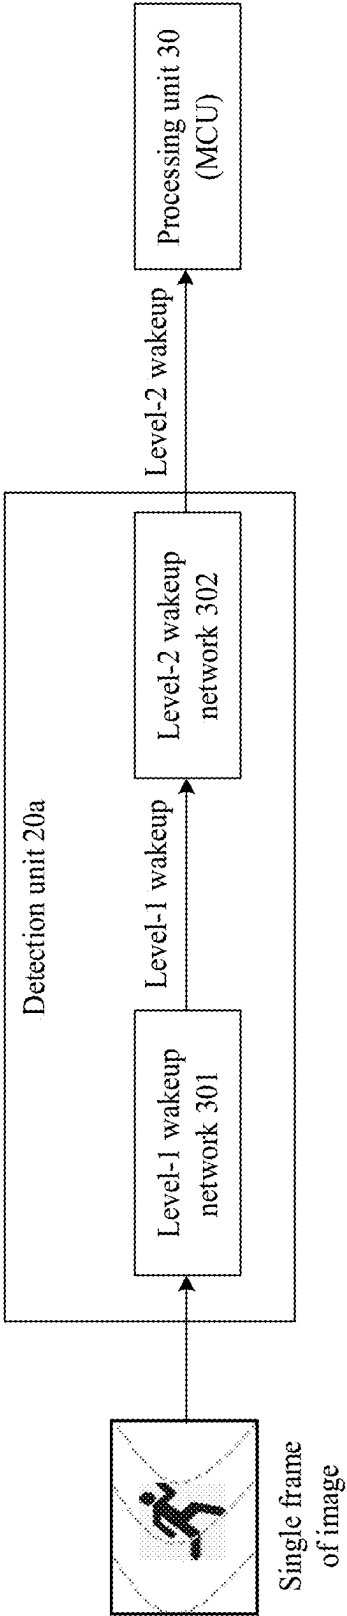 Detection unit 20a
Single frame
of image
Level-1 wakeup
network 301
Level-1 wakeup
Level-2 wakeup
network 302
Level-2 wakeup
Processing unit 30
(MCU)